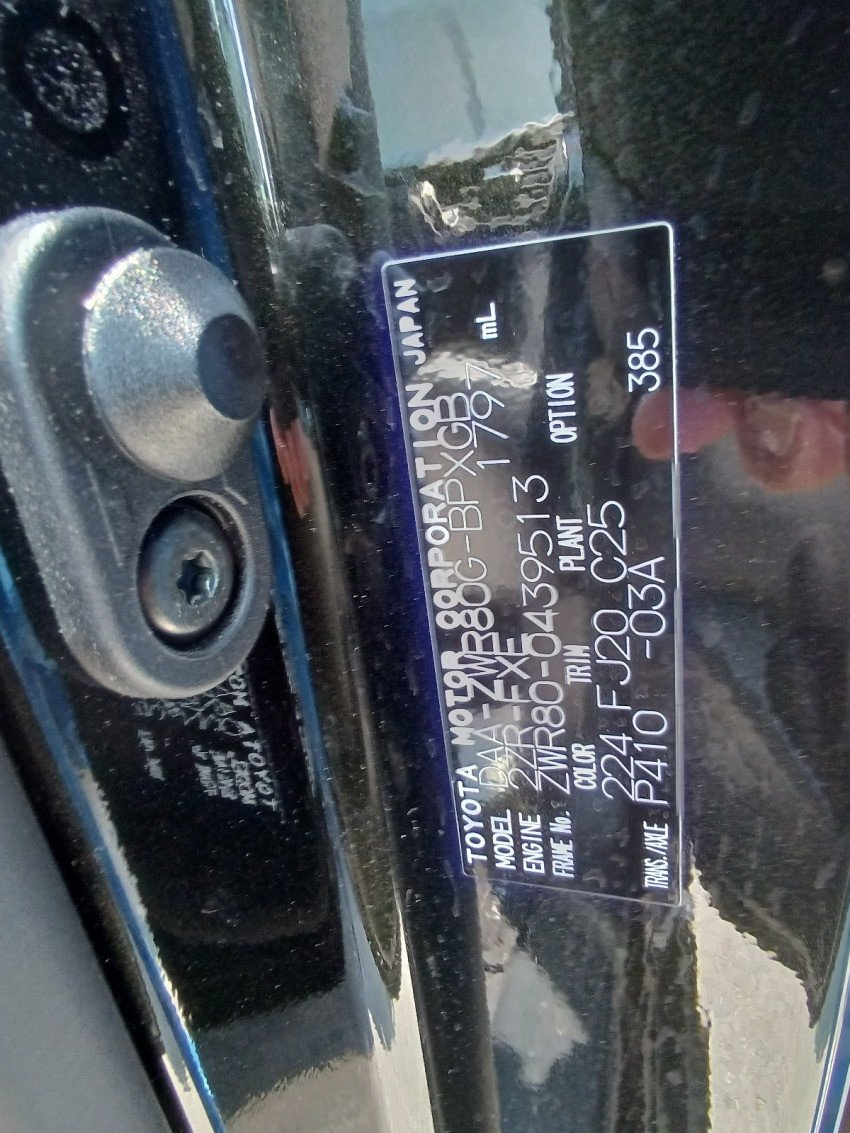 TOYOTA MOTOR CORPORATION JAPAN
MODEL DAA-ZWR80G-BPXGB
ENGINE 2ZR-FXE 1797 mL
FRAME No. ZWR80-0439513
COLOR TRIM PLANT OPTION
224 FJ20 C25
TRANS./AXLE P410 -03A 385